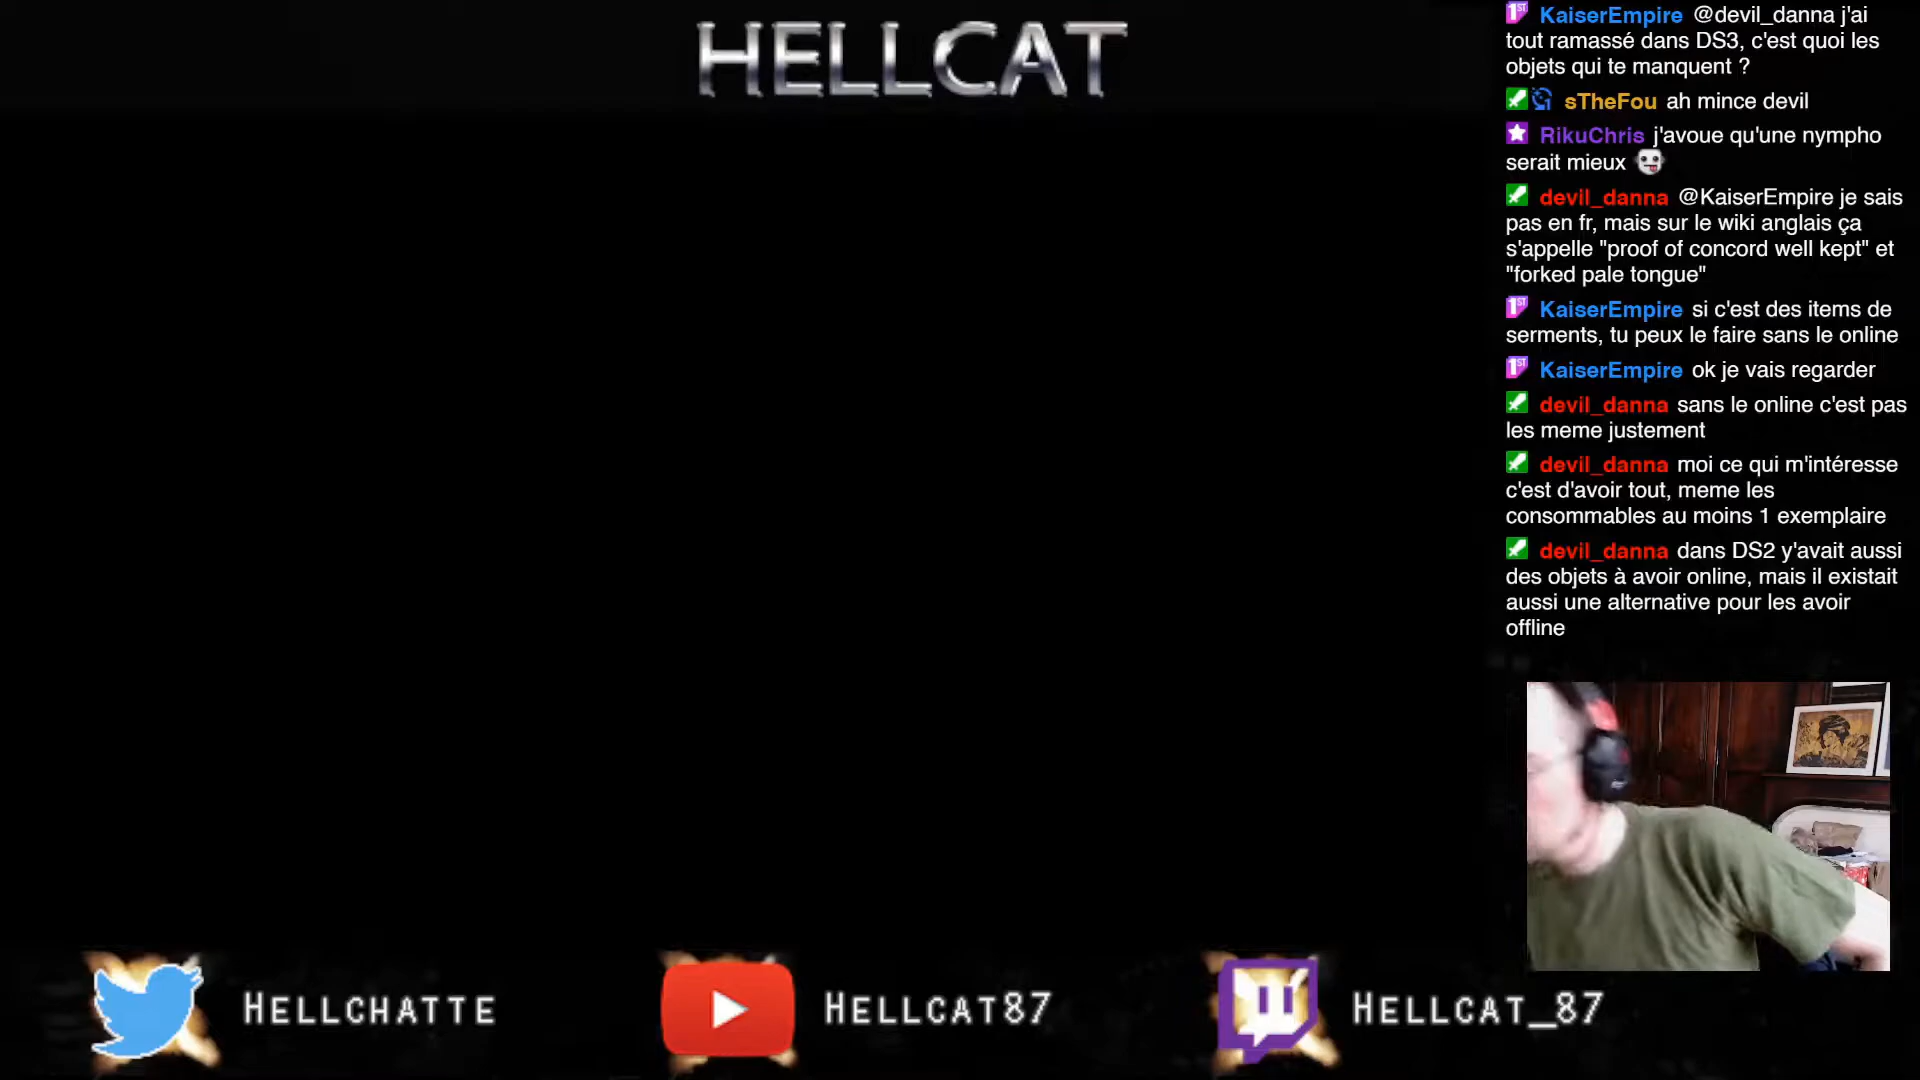 HELLCAT
KaiserEmpire @devil_danna j'ai
tout ramassé dans DS3, c'est quoi les
objets qui te manquent ?
sTheFou ah mince devil
RikuChris j'avoue qu'une nympho
serait mieux
devil_danna @KaiserEmpire je sais
pas en fr, mais sur le wiki anglais ça
s'appelle "proof of concord well kept" et
"forked pale tongue"
KaiserEmpire si c'est des items de
serments, tu peux le faire sans le online
KaiserEmpire ok je vais regarder
devil_danna sans le online c'est pas
les meme justement
devil_danna moi ce qui m'intéresse
c'est d'avoir tout, meme les
consommables au moins 1 exemplaire
devil_danna dans DS2 y'avait aussi
des objets à avoir online, mais il existait
aussi une alternative pour les avoir
offline
HELLCHATTE
HELLCAT87
HELLCAT_87